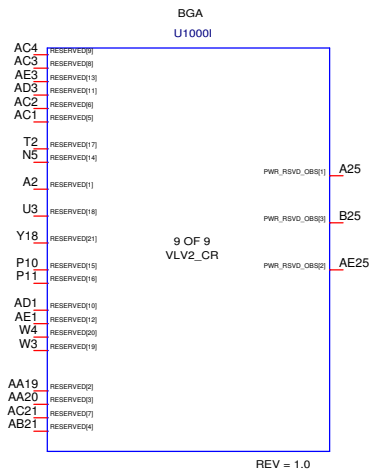 BGA
U1000I
AC4 RESERVED[9]
AC3 RESERVED[8]
AE3 RESERVED[13]
AD3 RESERVED[11]
AC2 RESERVED[6]
AC1 RESERVED[5]
T2 RESERVED[17]
N5 RESERVED[14]
PWR_RSVD_OBS[1] A25
A2 RESERVED[1]
U3 RESERVED[18]
PWR_RSVD_OBS[3] B25
Y18 RESERVED[21]
9 OF 9
VLV2_CR
P10 RESERVED[15]
PWR_RSVD_OBS[2] AE25
P11 RESERVED[16]
AD1 RESERVED[10]
AE1 RESERVED[12]
W4 RESERVED[20]
W3 RESERVED[19]
AA19 RESERVED[2]
AA20 RESERVED[3]
AC21 RESERVED[7]
AB21 RESERVED[4]
REV = 1.0